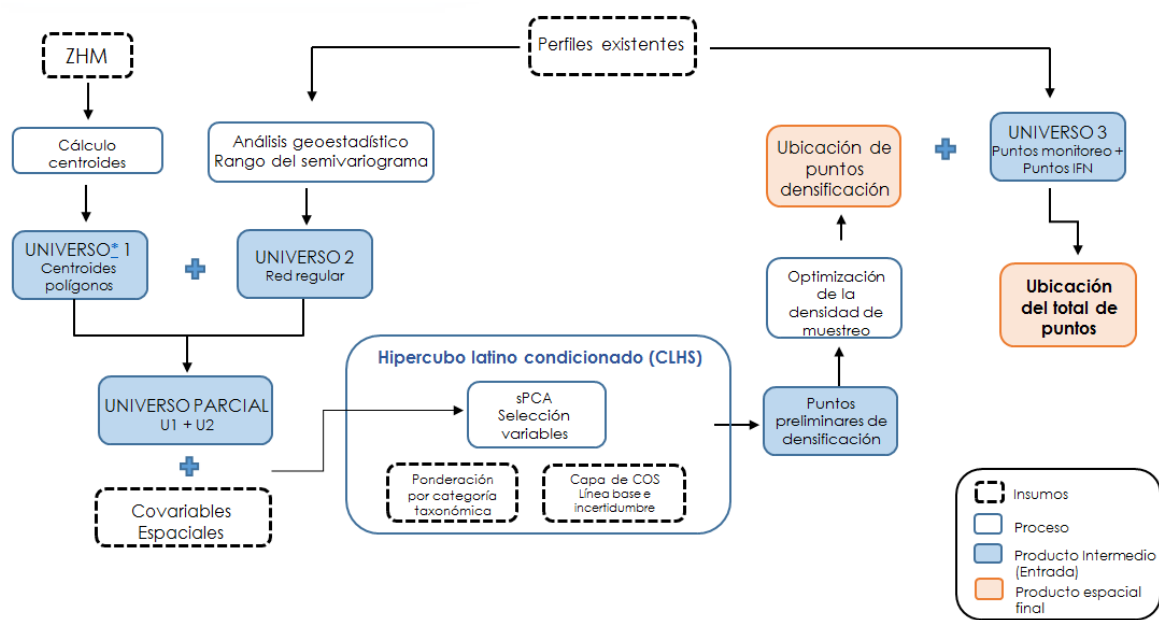 ZHM
Perfiles existentes
Cálculo
centroides
Análisis geoestadístico
Rango del semivariograma
Ubicación de
puntos
densificación
UNIVERSO 3
Puntos monitoreo +
Puntos IFN
UNIVERSO* 1
Centroides
polígonos
UNIVERSO 2
Red regular
Optimización
de la
densidad de
muestreo
Ubicación
del total de
puntos
Hipercubo latino condicionado (CLHS)
sPCA
Selección
variables
UNIVERSO PARCIAL
U1 + U2
Puntos
preliminares de
densificación
Ponderación
por categoría
taxonómica
Capa de COS
Línea base e
incertidumbre
Covariables
Espaciales
Insumos
Proceso
Producto Intermedio
(Entrada)
Producto espacial
final